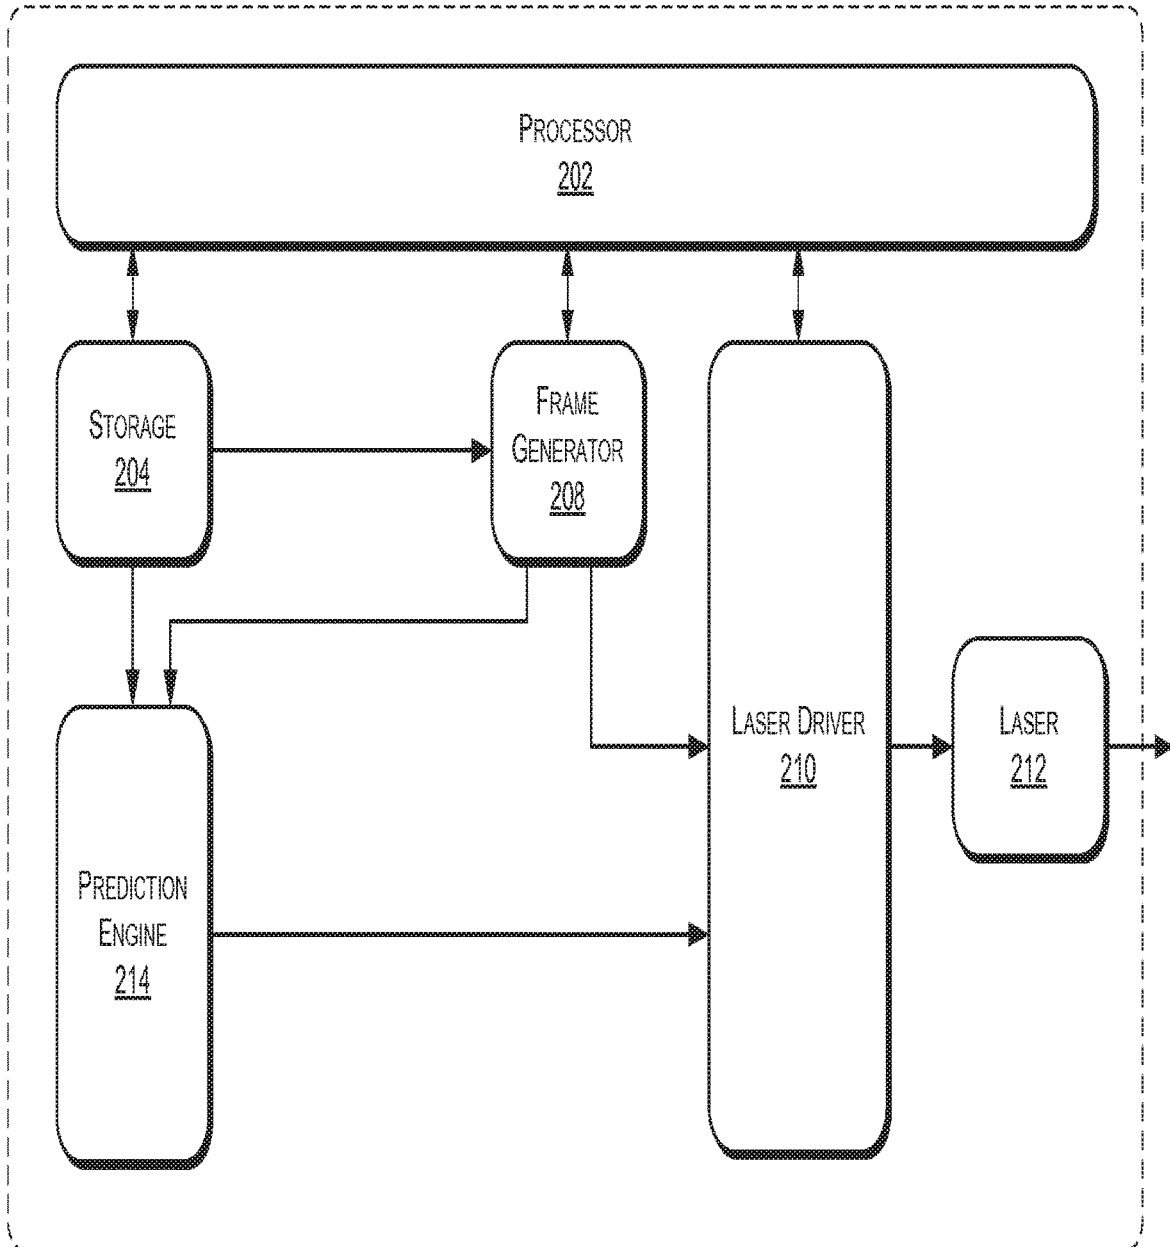 PROCESSOR
202
STORAGE
204
FRAME
GENERATOR
208
LASER DRIVER
210
LASER
212
PREDICTION
ENGINE
214